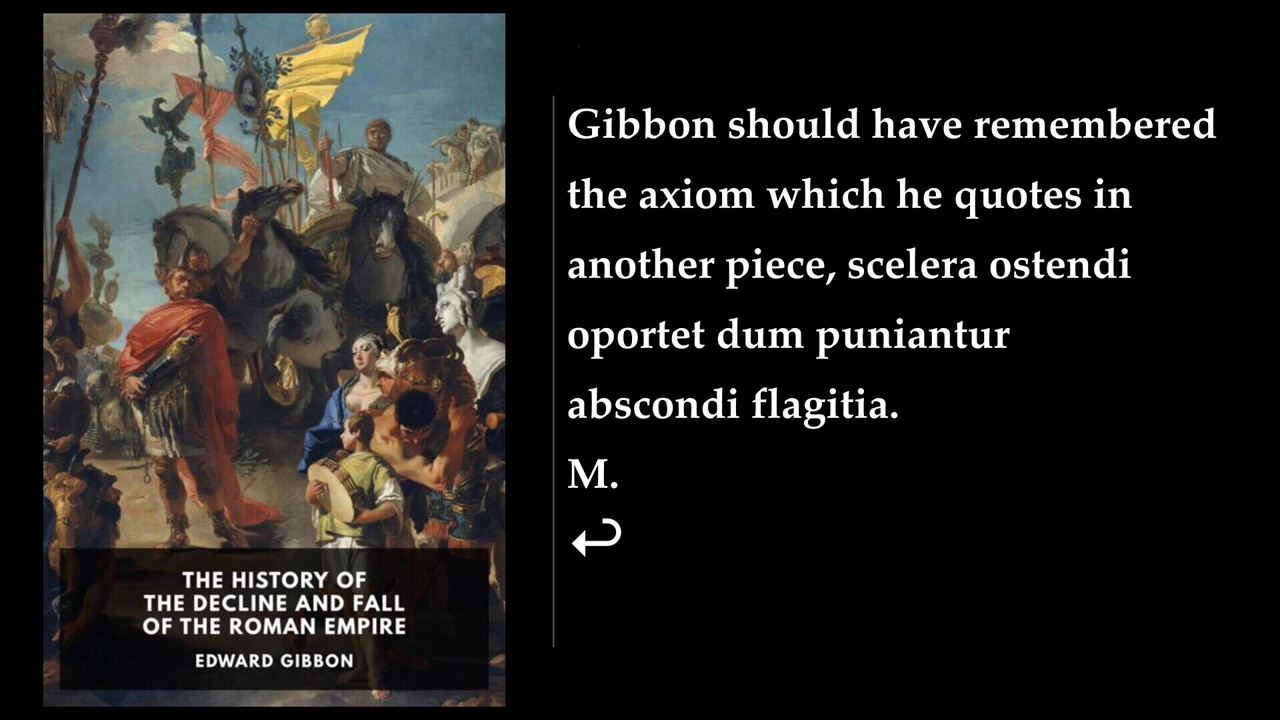 THE HISTORY OF
THE DECLINE AND FALL
OF THE ROMAN EMPIRE
EDWARD GIBBON
Gibbon should have remembered
the axiom which he quotes in
another piece, scelera ostendi
oportet dum puniantur
abscondi flagitia.
M.
↩